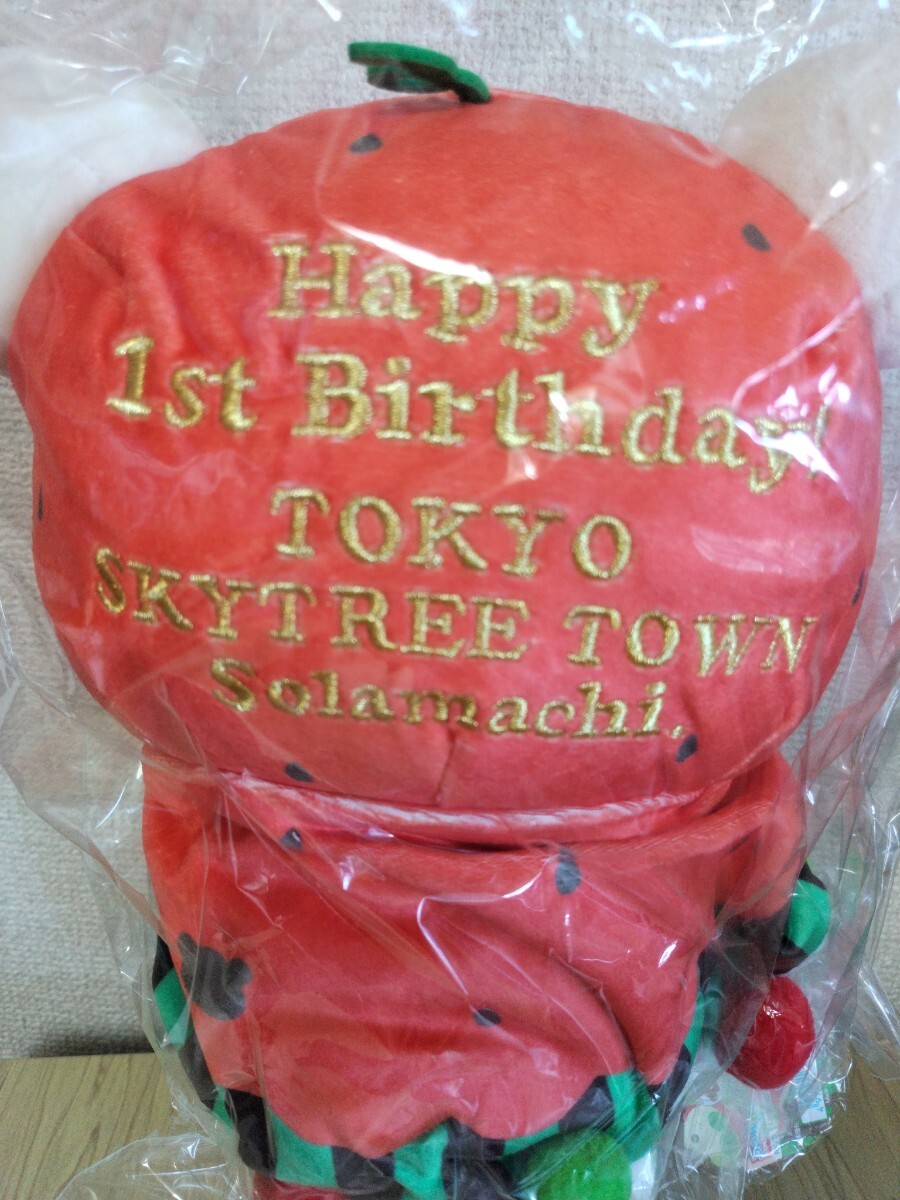 Happy
1st Birthday!
TOKYO
SKYTREE TOWN
Solamachi.